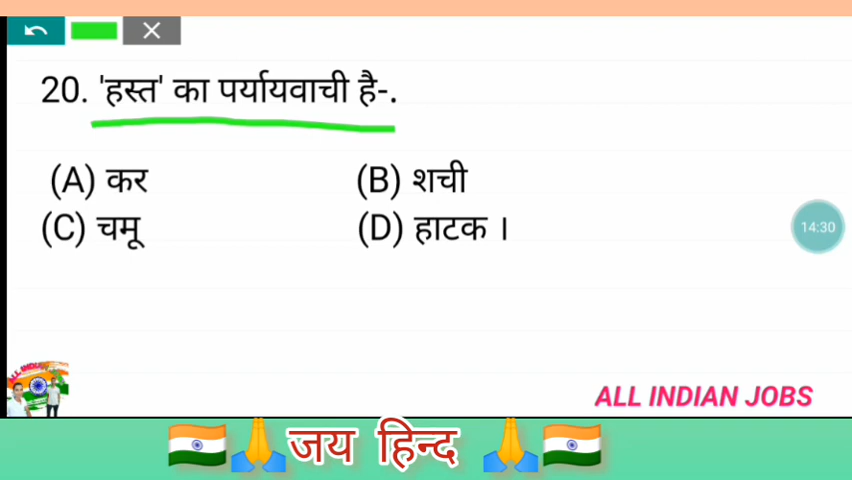 20. 'हस्त' का पर्यायवाची है-.
(A) कर (B) शची
(C) चमू (D) हाटक ।
14:30
ALL INDIAN JOBS
जय हिन्द